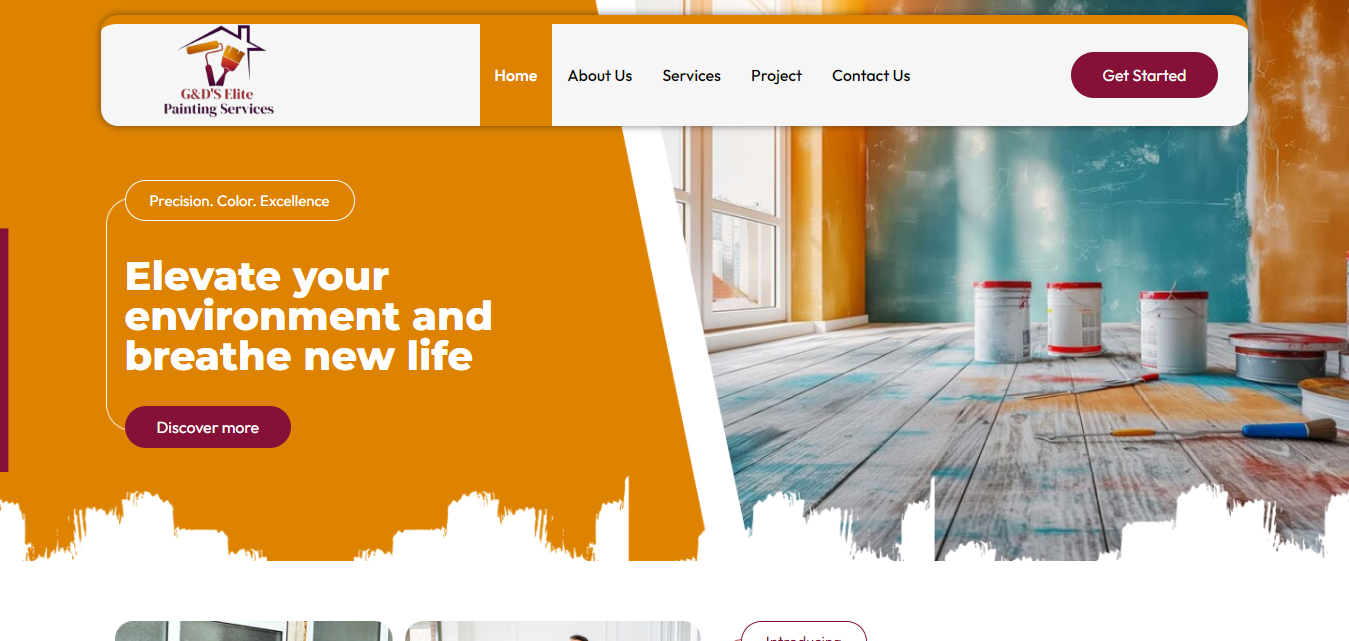 G&D'S Elite
Painting Services
Home
About Us
Services
Project
Contact Us
Get Started
Precision. Color. Excellence
Elevate your
environment and
breathe new life
Discover more
Introducing